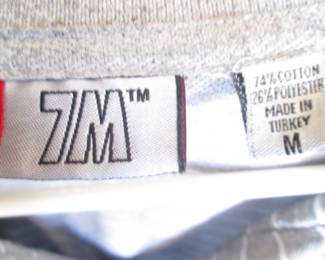 7M™
74% COTTON
26% POLYESTER
MADE IN
TURKEY
M